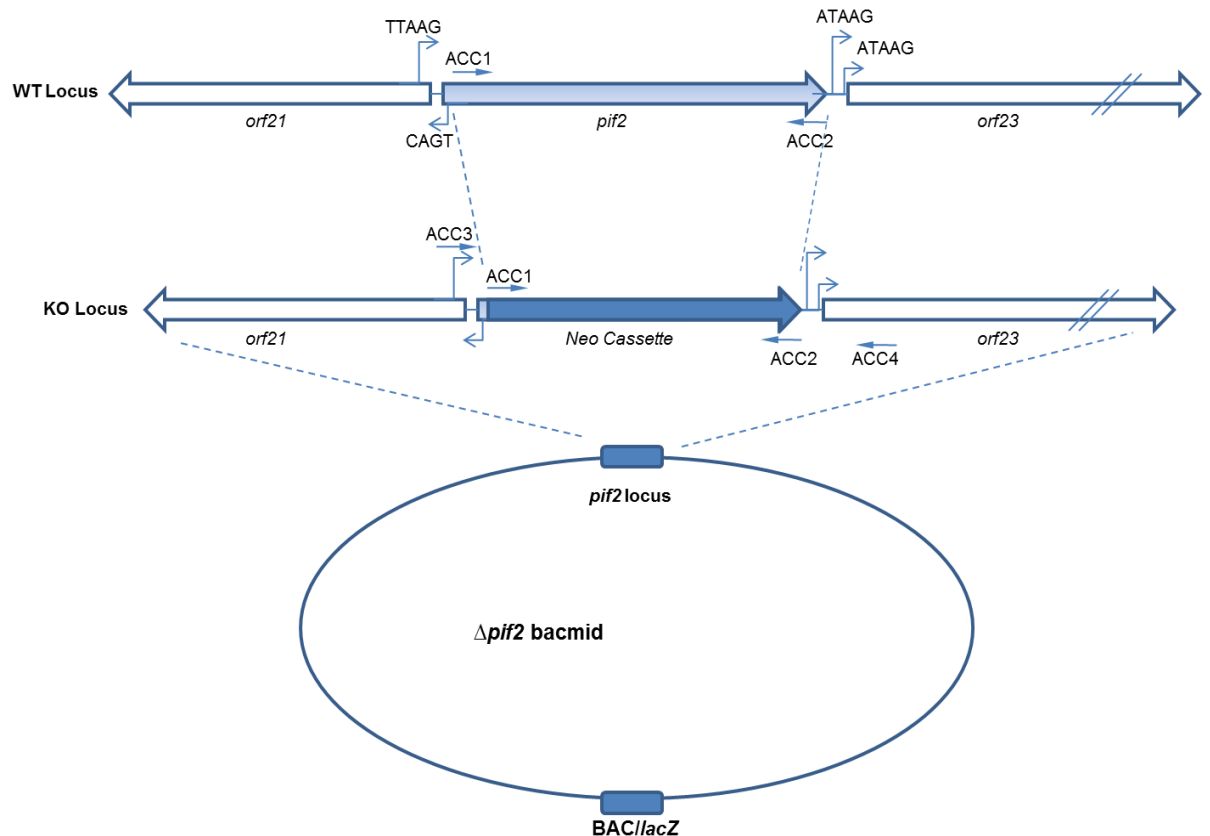 ATAAG
TTAAG
ATAAG
ACC1
WT Locus
orf21
pif2
orf23
CAGT
ACC2
ACC3
ACC1
KO Locus
orf21
Neo Cassette
orf23
ACC2
ACC4
pif2 locus
Δpif2 bacmid
BAC/lacZ